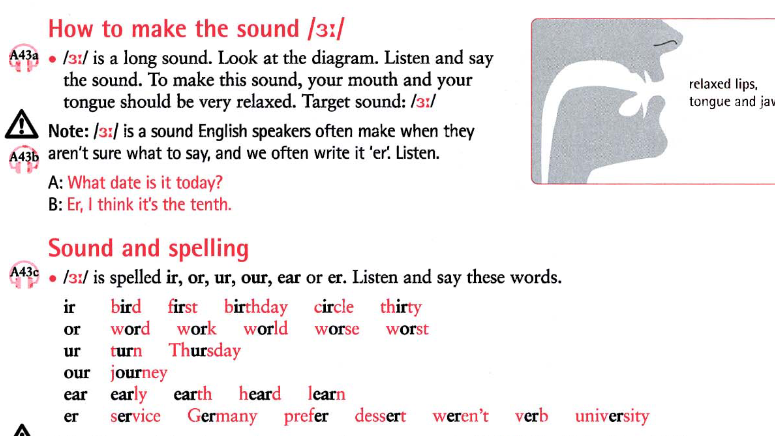 How to make the sound /ɜː/
A43a • /ɜː/ is a long sound. Look at the diagram. Listen and say
the sound. To make this sound, your mouth and your
tongue should be very relaxed. Target sound: /ɜː/
relaxed lips,
tongue and jaw
Note: /ɜː/ is a sound English speakers often make when they
A43b aren't sure what to say, and we often write it 'er'. Listen.
A: What date is it today?
B: Er, I think it's the tenth.
Sound and spelling
A43c • /ɜː/ is spelled ir, or, ur, our, ear or er. Listen and say these words.
ir bird first birthday circle thirty
or word work world worse worst
ur turn Thursday
our journey
ear early earth heard learn
er service Germany prefer dessert weren't verb university